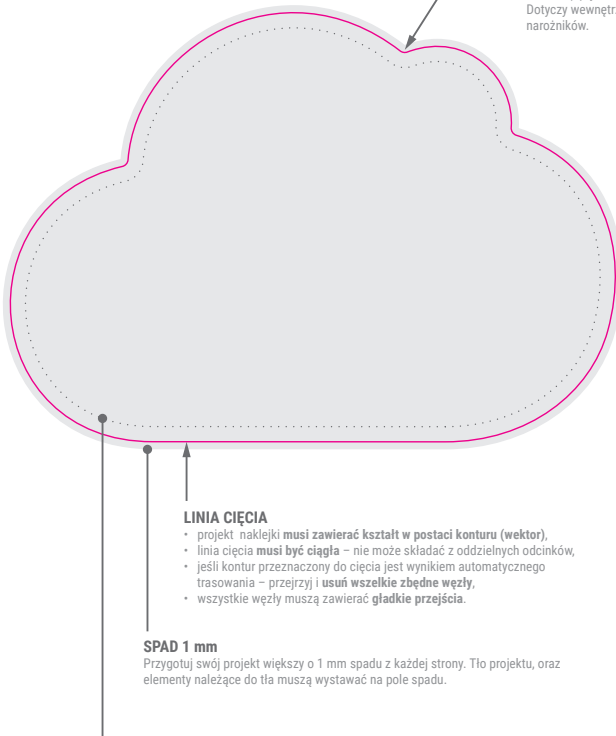 Dotyczy wewnętrz
narożników.
LINIA CIĘCIA
• projekt naklejki musi zawierać kształt w postaci konturu (wektor),
• linia cięcia musi być ciągła – nie może składać z oddzielnych odcinków,
• jeśli kontur przeznaczony do cięcia jest wynikiem automatycznego
trasowania – przejrzyj i usuń wszelkie zbędne węzły,
• wszystkie węzły muszą zawierać gładkie przejścia.
SPAD 1 mm
Przygotuj swój projekt większy o 1 mm spadu z każdej strony. Tło projektu, oraz
elementy należące do tła muszą wystawać na pole spadu.